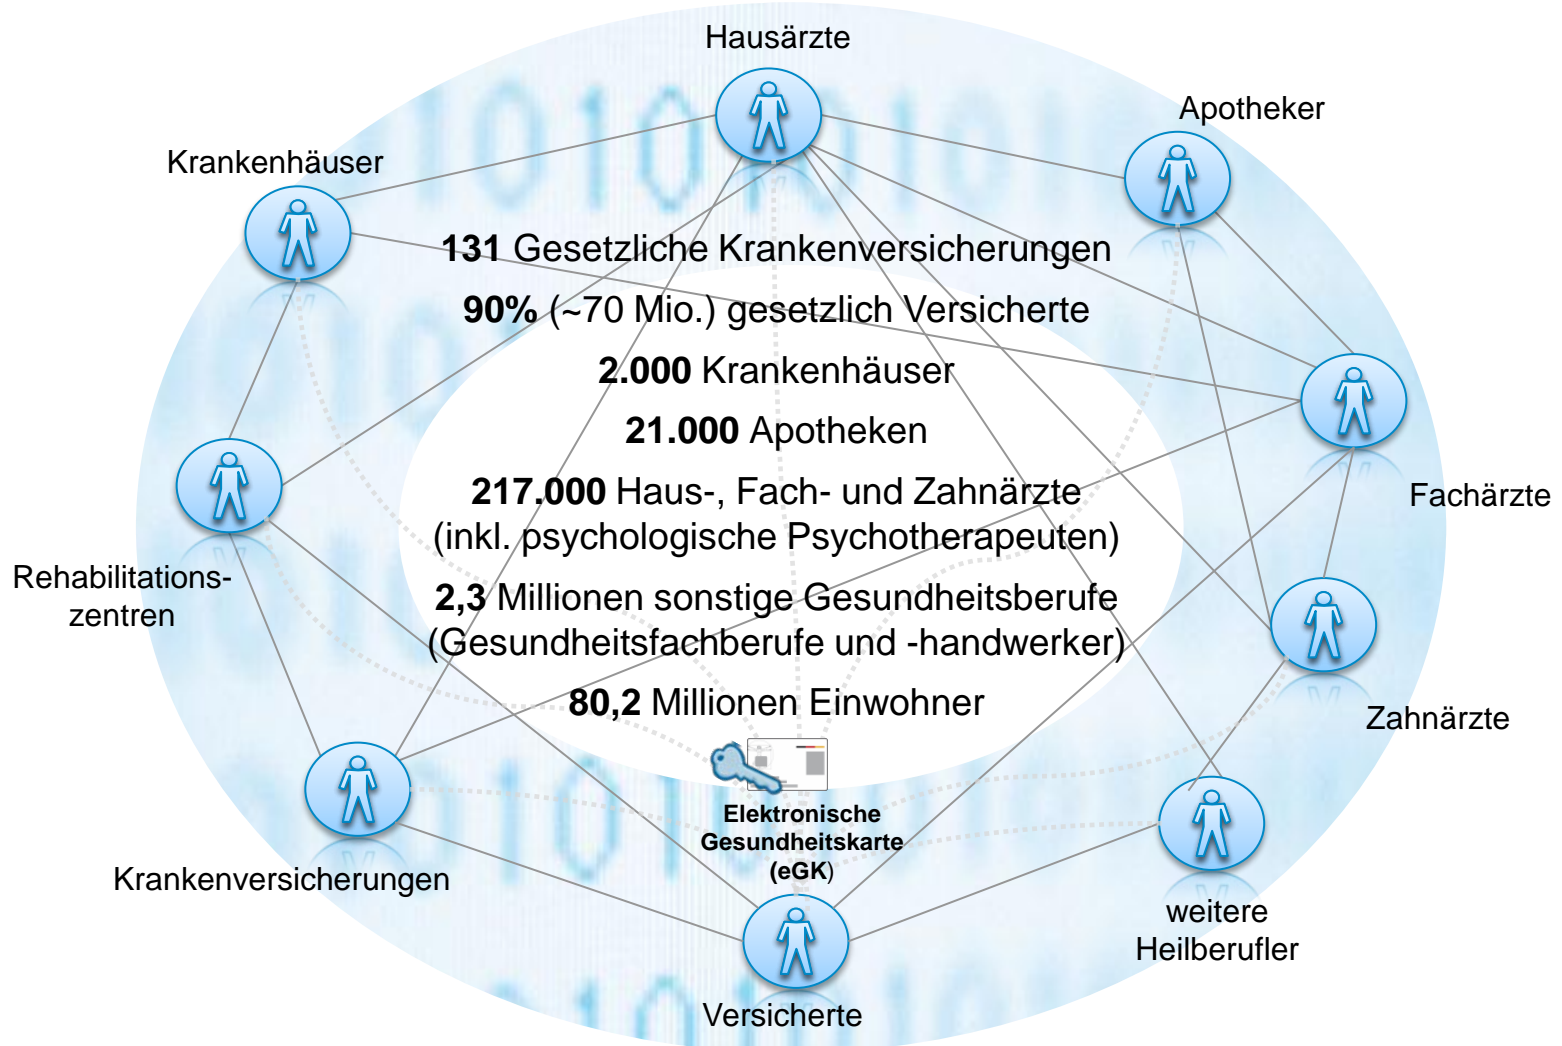 Hausärzte
Apotheker
Krankenhäuser
131 Gesetzliche Krankenversicherungen
90% (~70 Mio.) gesetzlich Versicherte
2.000 Krankenhäuser
21.000 Apotheken
217.000 Haus-, Fach- und Zahnärzte
(inkl. psychologische Psychotherapeuten)
Fachärzte
Rehabilitations-
zentren
2,3 Millionen sonstige Gesundheitsberufe
(Gesundheitsfachberufe und -handwerker)
80,2 Millionen Einwohner
Zahnärzte
Elektronische
Gesundheitskarte
(eGK)
Krankenversicherungen
weitere
Heilberufler
Versicherte